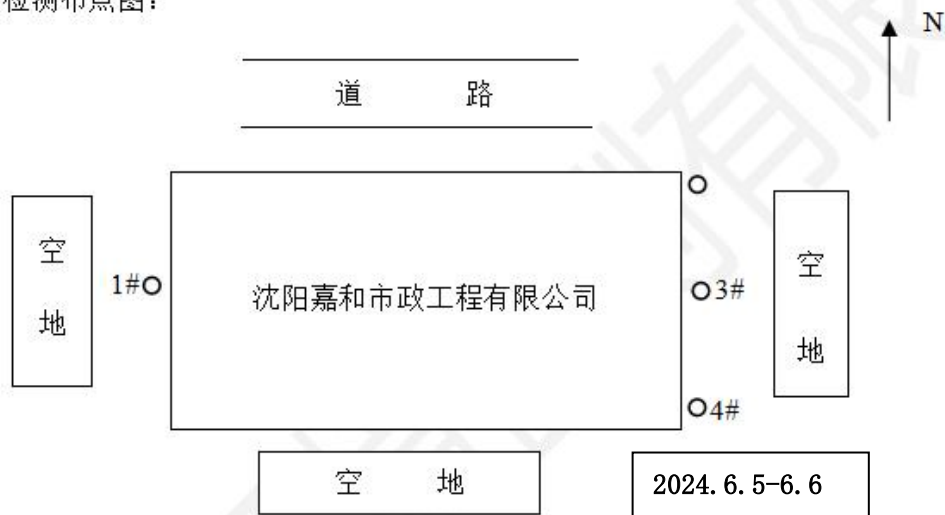 检测布点图：
N
道 路
空 地
1#
沈阳嘉和市政工程有限公司
3#
空 地
4#
空 地
2024.6.5-6.6